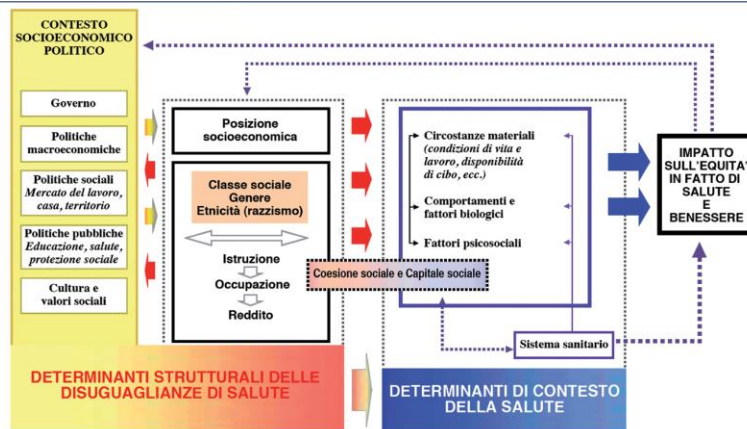 CONTESTO
SOCIOECONOMICO
POLITICO
Governo
Politiche
macroeconomiche
Politiche sociali
Mercato del lavoro,
casa, territorio
Politiche pubbliche
Educazione, salute,
protezione sociale
Cultura e
valori sociali
Posizione
socioeconomica
Classe sociale
Genere
Etnicità (razzismo)
Istruzione
Occupazione
Reddito
Coesione sociale e Capitale sociale
Circostanze materiali
(condizioni di vita e
lavoro, disponibilità
di cibo, ecc.)
Comportamenti e
fattori biologici
Fattori psicosociali
Sistema sanitario
IMPATTO
SULL'EQUITA'
IN FATTO DI
SALUTE
E
BENESSERE
DETERMINANTI STRUTTURALI DELLE
DISUGUAGLIANZE DI SALUTE
DETERMINANTI DI CONTESTO
DELLA SALUTE